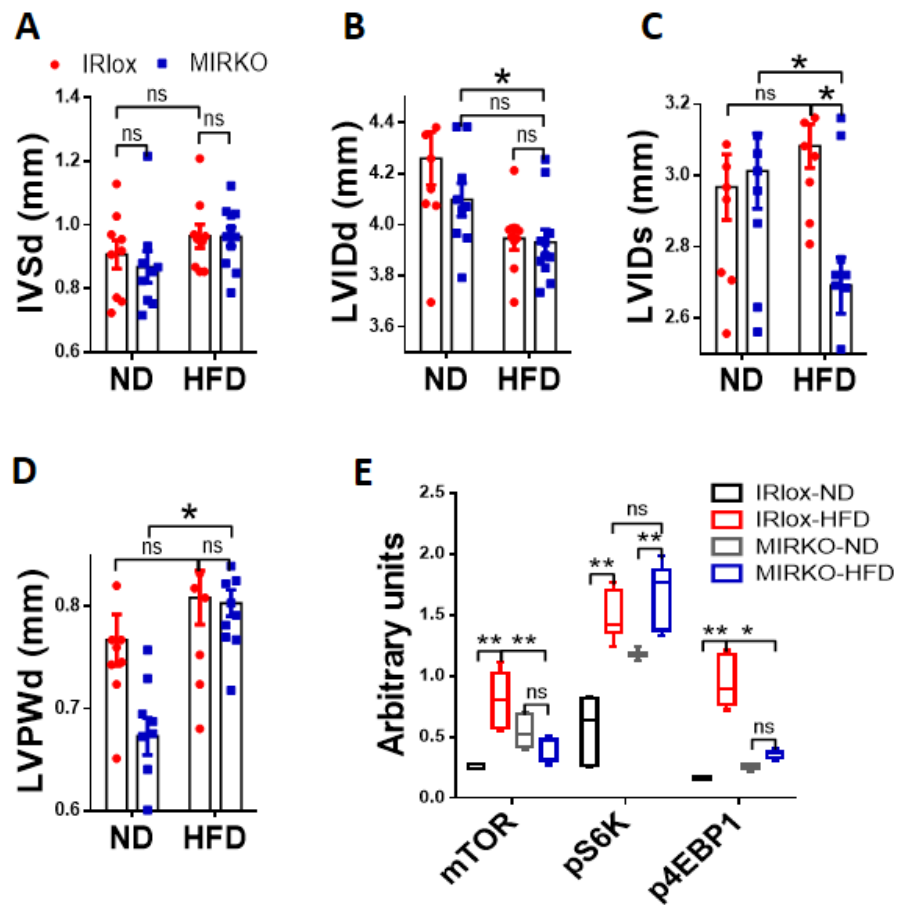 A
IRlox MIRKO
IVSd (mm)
1.4
1.2
1.0
0.8
0.6
ns
ns
ns
ND HFD
B
LVIDd (mm)
4.4
4.2
4.0
3.8
3.6
*
ns
ns
ND HFD
C
LVIDs (mm)
3.2
3.0
2.8
2.6
*
ns *
ND HFD
D
LVPWd (mm)
0.8
0.7
0.6
*
ns ns
ND HFD
E
Arbitrary units
2.5
2.0
1.5
1.0
0.5
0.0
IRlox-ND
IRlox-HFD
MIRKO-ND
MIRKO-HFD
** **
ns
ns
** **
** *
ns
mTOR
pS6K
p4EBP1